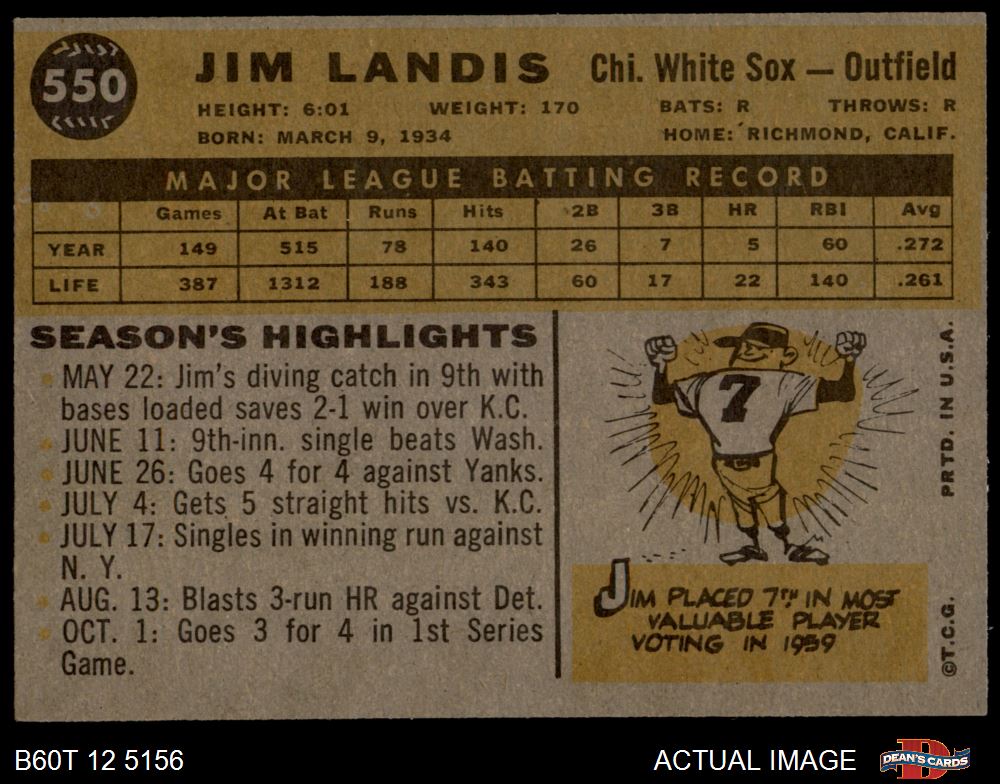 550
JIM LANDIS Chi. White Sox — Outfield
HEIGHT: 6:01 WEIGHT: 170 BATS: R THROWS: R
BORN: MARCH 9, 1934 HOME: RICHMOND, CALIF.
MAJOR LEAGUE BATTING RECORD
Games At Bat Runs Hits 2B 3B HR RBI Avg
YEAR 149 515 78 140 26 7 5 60 .272
LIFE 387 1312 188 343 60 17 22 140 .261
SEASON'S HIGHLIGHTS
MAY 22: Jim's diving catch in 9th with
bases loaded saves 2-1 win over K.C.
JUNE 11: 9th-inn. single beats Wash.
JUNE 26: Goes 4 for 4 against Yanks.
JULY 4: Gets 5 straight hits vs. K.C.
JULY 17: Singles in winning run against
N. Y.
AUG. 13: Blasts 3-run HR against Det.
OCT. 1: Goes 3 for 4 in 1st Series
Game.
7
JIM PLACED 7TH IN MOST
VALUABLE PLAYER
VOTING IN 1959
©T.C.G. PRTD. IN U.S.A.
B60T 12 5156 ACTUAL IMAGE DEAN'S CARDS